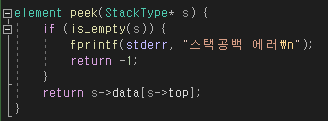 element peek(StackType* s) {
    if (is_empty(s)) {
        fprintf(stderr, "스택공백 에러₩n");
        return -1;
    }
    return s->data[s->top];
}